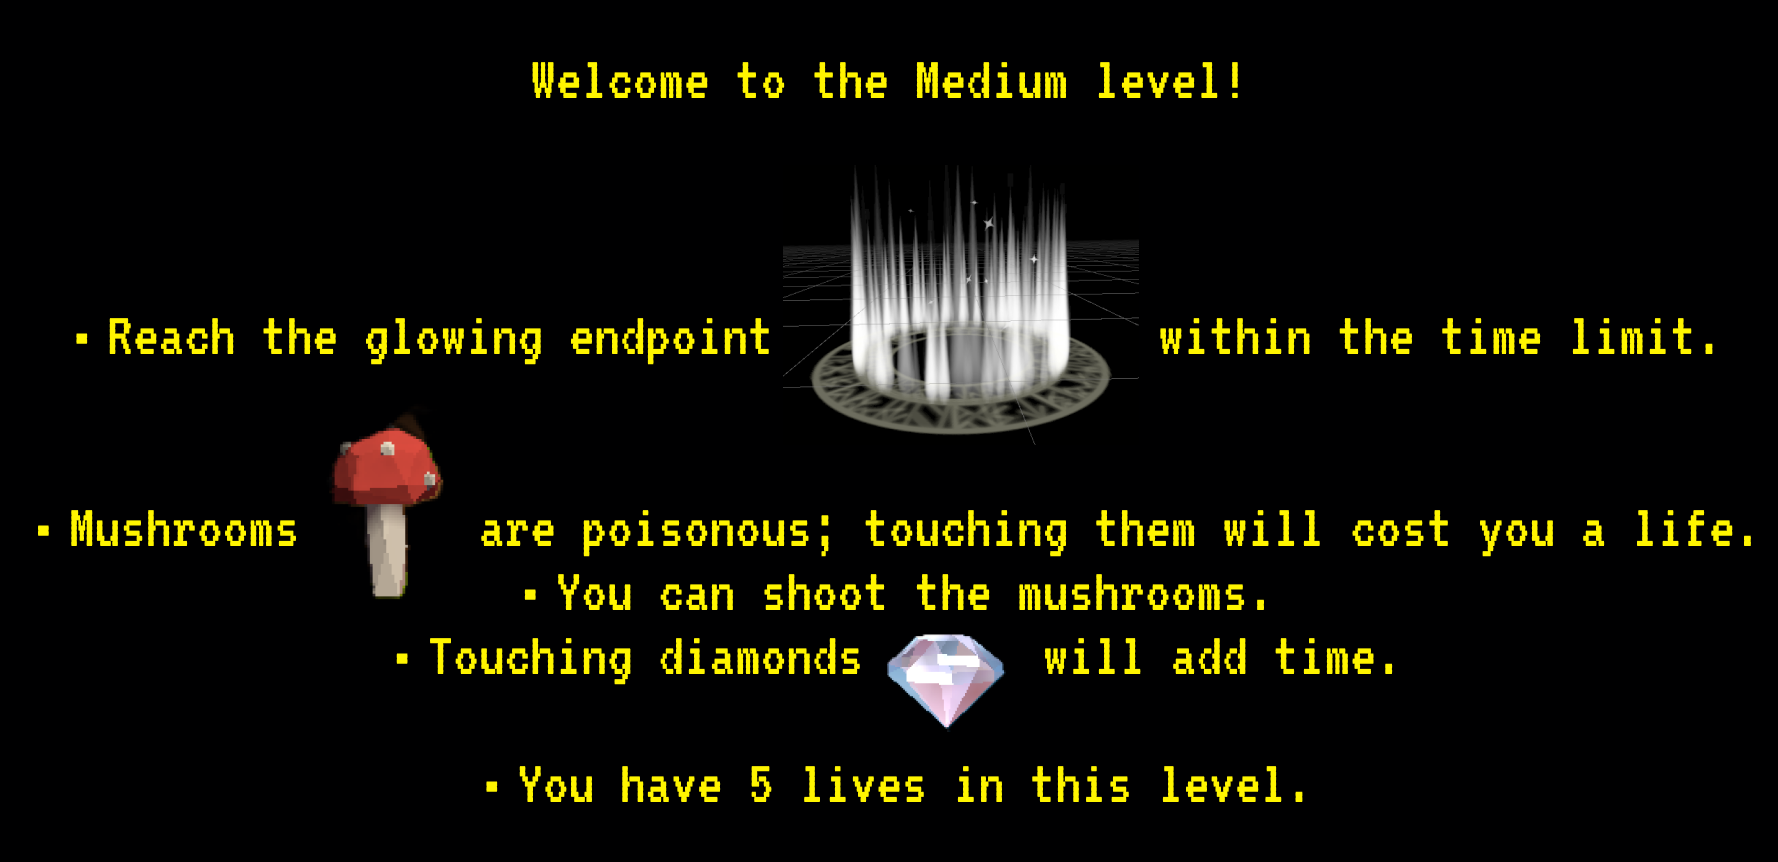 Welcome to the Medium level!
▪ Reach the glowing endpoint within the time limit.
▪ Mushrooms are poisonous; touching them will cost you a life.
▪ You can shoot the mushrooms.
▪ Touching diamonds will add time.
▪ You have 5 lives in this level.